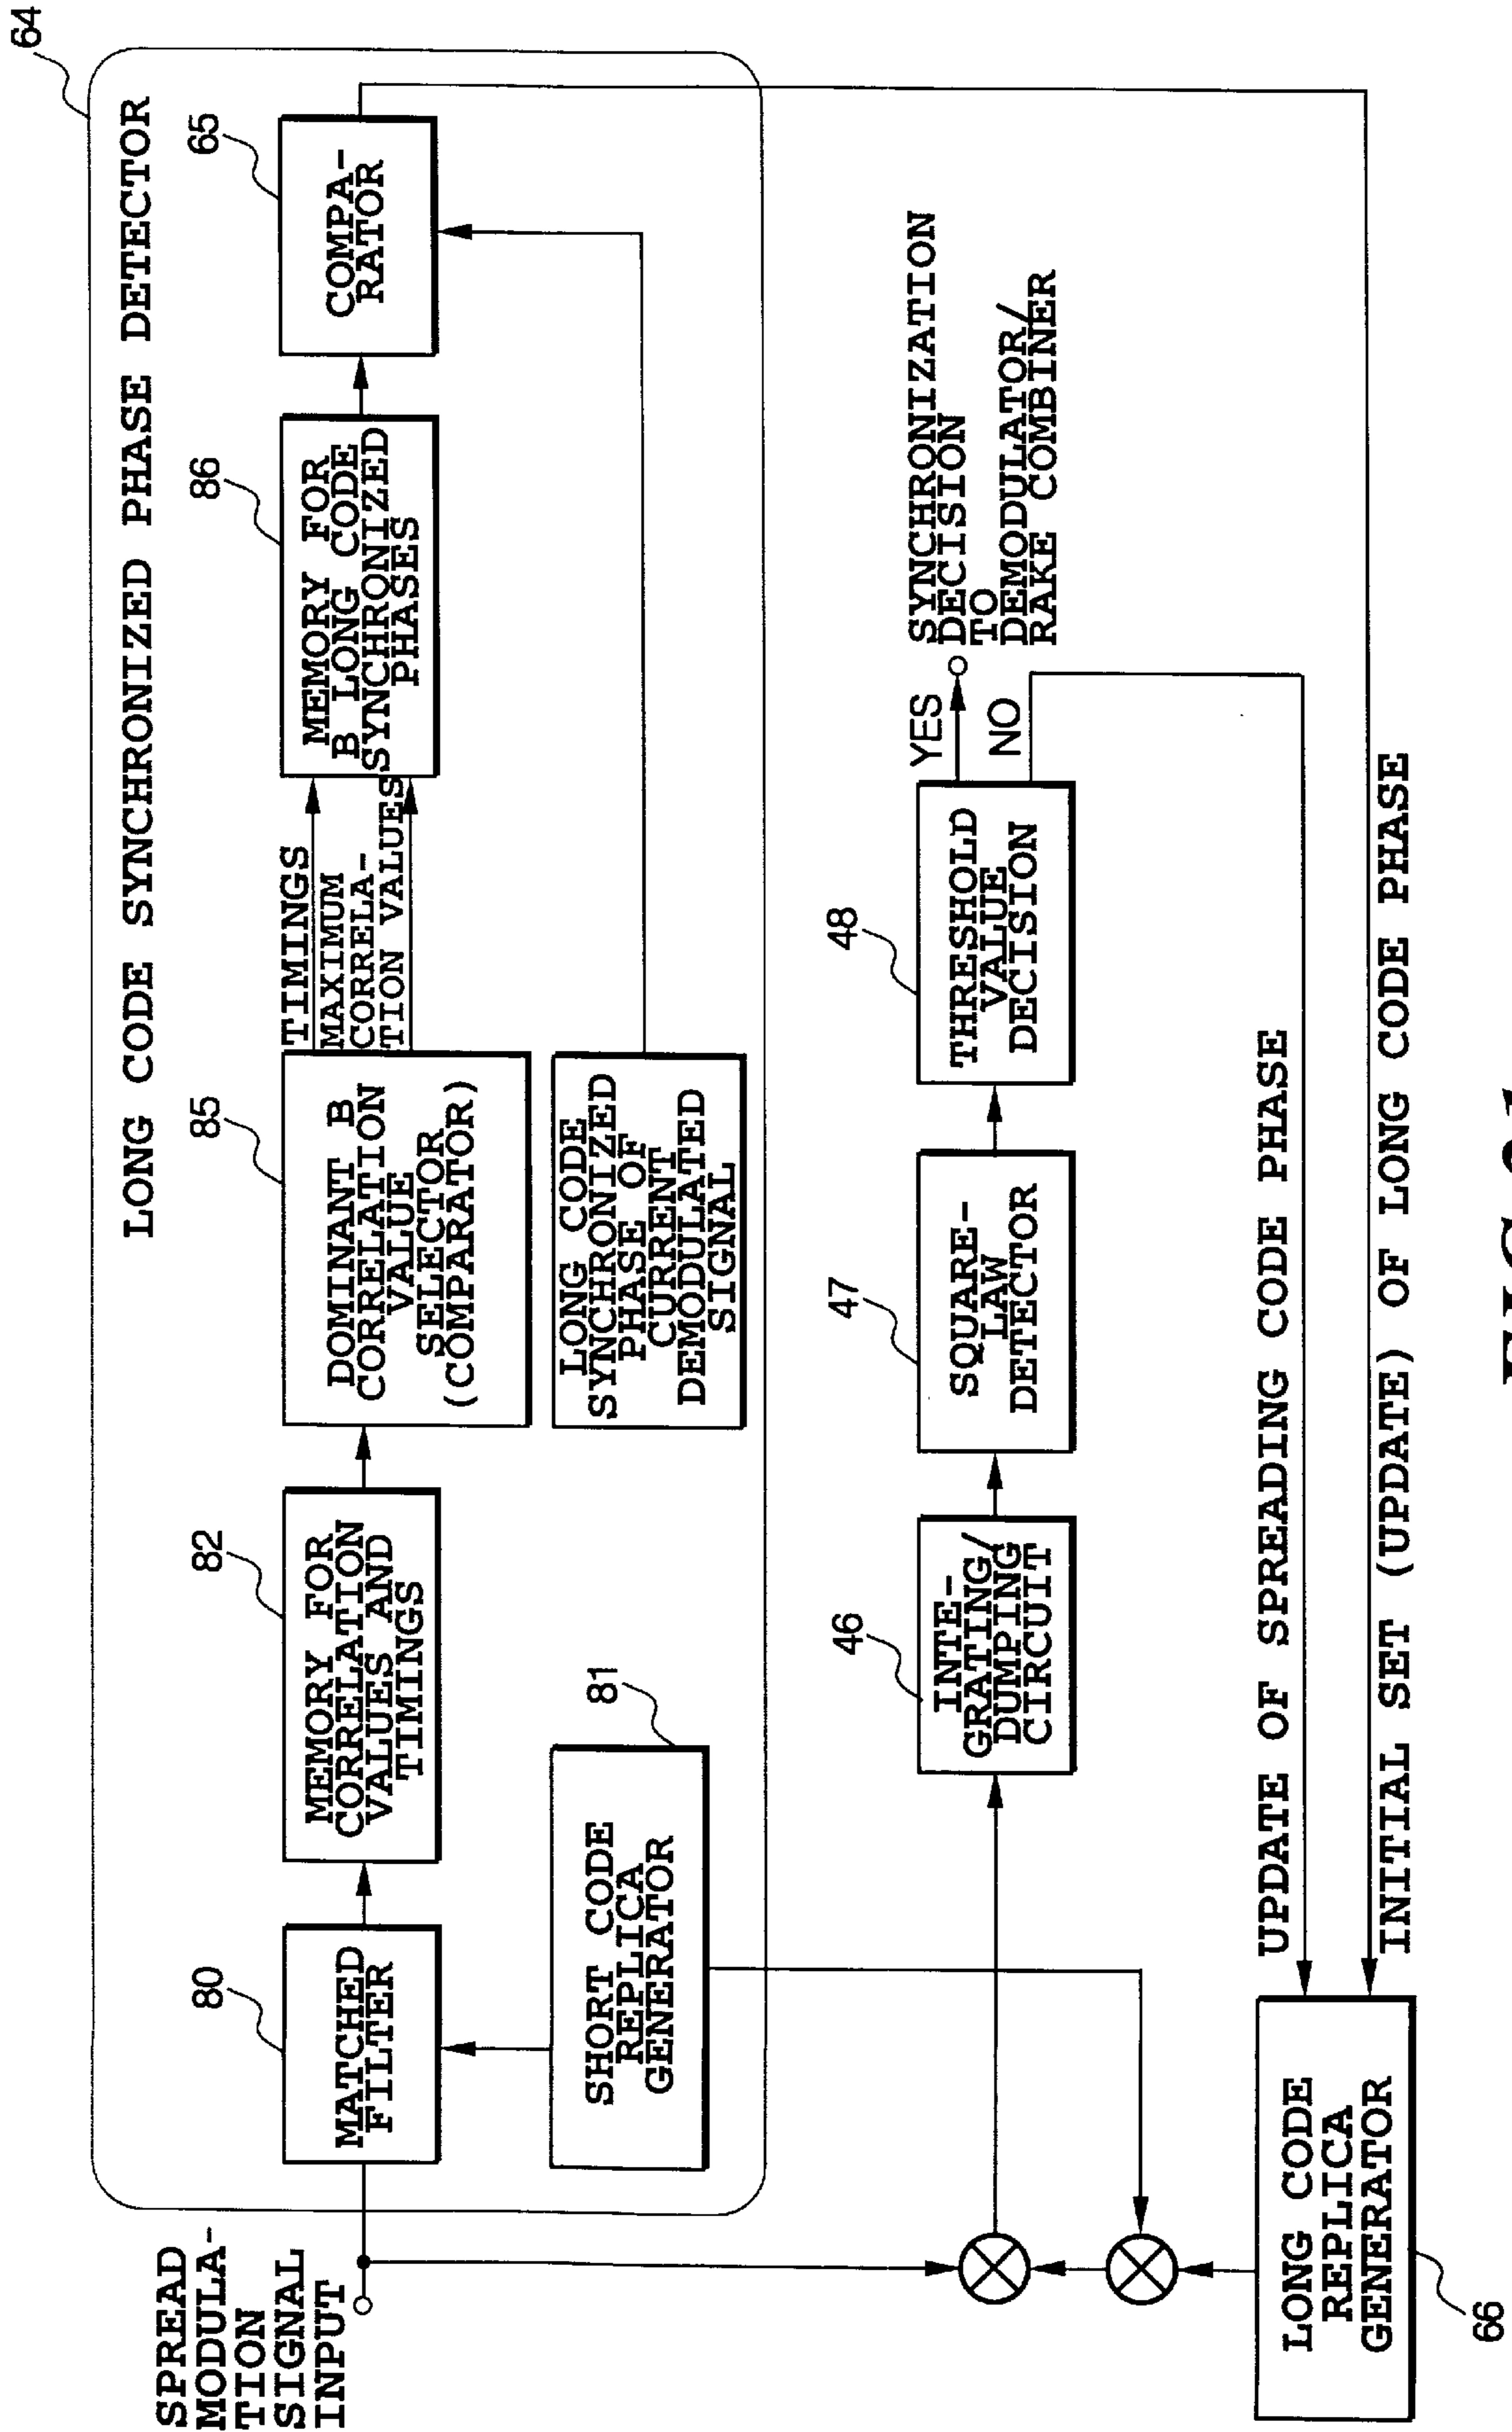 64
LONG CODE SYNCHRONIZED PHASE DETECTOR
SPREAD
MODULA-
TION
SIGNAL
INPUT
80
MATCHED
FILTER
82
MEMORY FOR
CORRELATION
VALUES AND
TIMINGS
85
DOMINANT B
CORRELATION
VALUE
SELECTOR
(COMPARATOR)
TIMINGS
MAXIMUM
CORRELA-
TION VALUES
86
MEMORY FOR
B LONG CODE
SYNCHRONIZED
PHASES
65
COMPA-
RATOR
81
SHORT CODE
REPLICA
GENERATOR
LONG CODE
SYNCHRONIZED
PHASE OF
CURRENT
DEMODULATED
SIGNAL
46
INTE-
GRATING/
DUMPING
CIRCUIT
47
SQUARE-
LAW
DETECTOR
48
THRESHOLD
VALUE
DECISION
YES
NO
SYNCHRONIZATION
DECISION
TO
DEMODULATOR/
RAKE COMBINER
UPDATE OF SPREADING CODE PHASE
INITIAL SET (UPDATE) OF LONG CODE PHASE
LONG CODE
REPLICA
GENERATOR
66